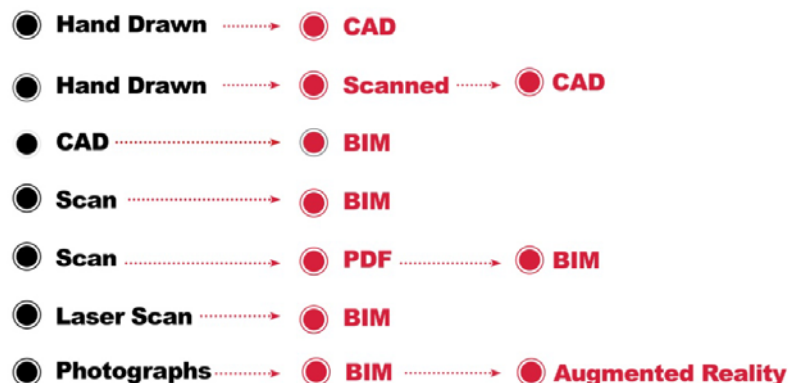 Hand Drawn CAD
Hand Drawn Scanned CAD
CAD BIM
Scan BIM
Scan PDF BIM
Laser Scan BIM
Photographs BIM Augmented Reality